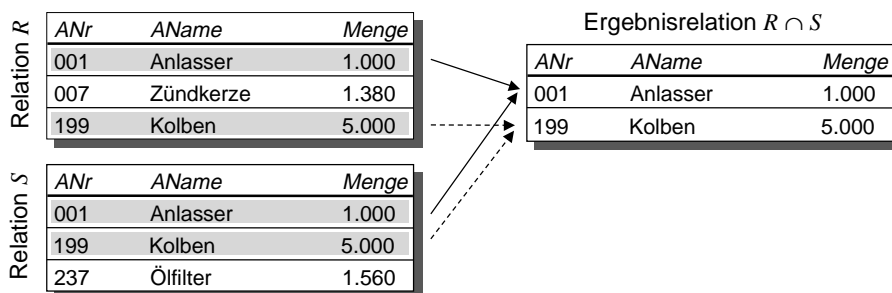 Relation R
ANr AName Menge
001 Anlasser 1.000
007 Zündkerze 1.380
199 Kolben 5.000
Relation S
ANr AName Menge
001 Anlasser 1.000
199 Kolben 5.000
237 Ölfilter 1.560
Ergebnisrelation R ∩ S
ANr AName Menge
001 Anlasser 1.000
199 Kolben 5.000